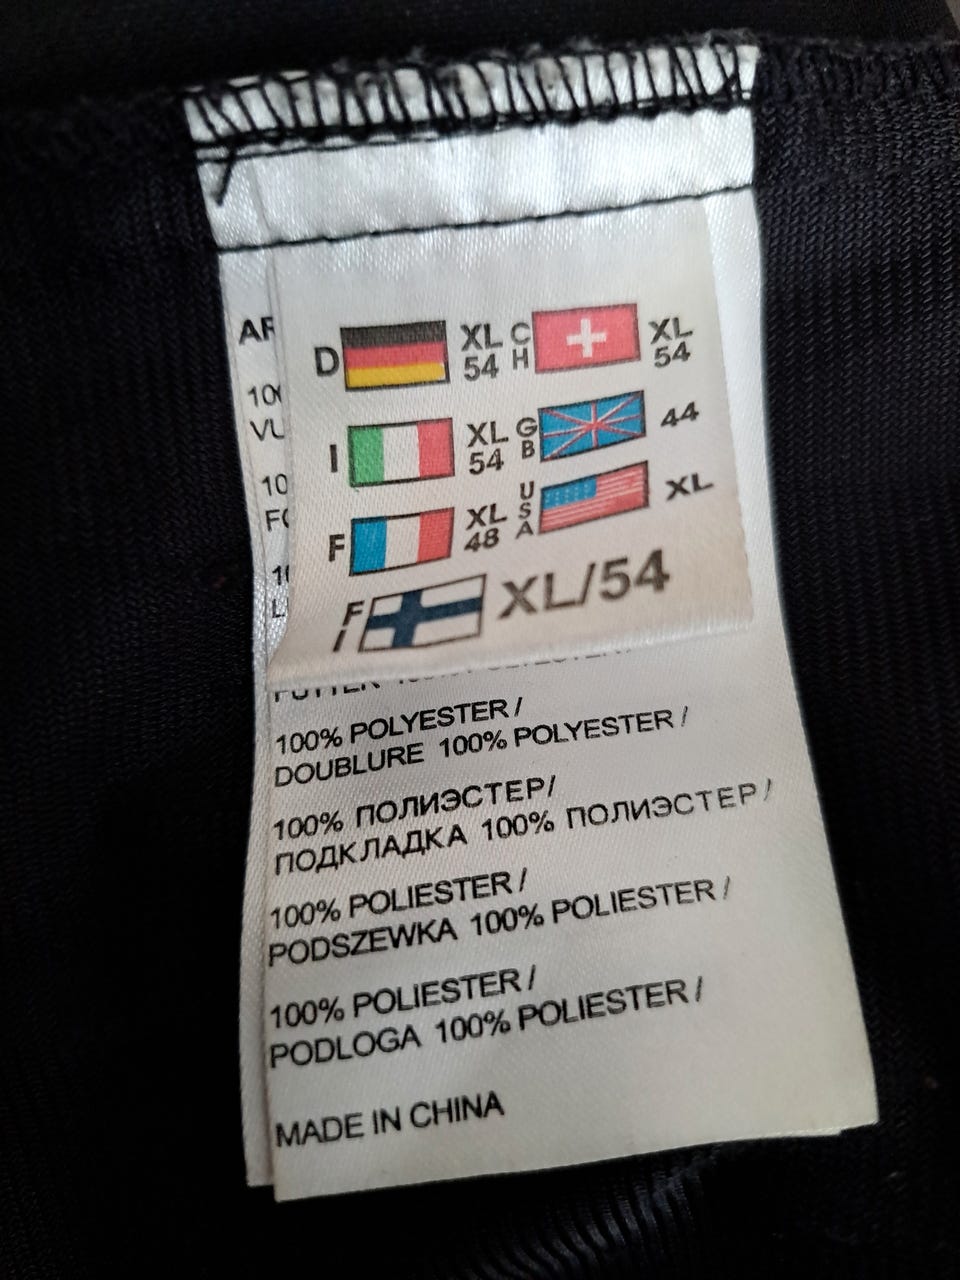 D XL 54 CH XL 54
I XL 54 GB 44
F XL 48 USA XL
FI XL/54
100% POLYESTER /
DOUBLURE 100% POLYESTER /
100% ПОЛИЭСТЕР/
ПОДКЛАДКА 100% ПОЛИЭСТЕР /
100% POLIESTER /
PODSZEWKA 100% POLIESTER /
100% POLIESTER /
PODLOGA 100% POLIESTER /
MADE IN CHINA